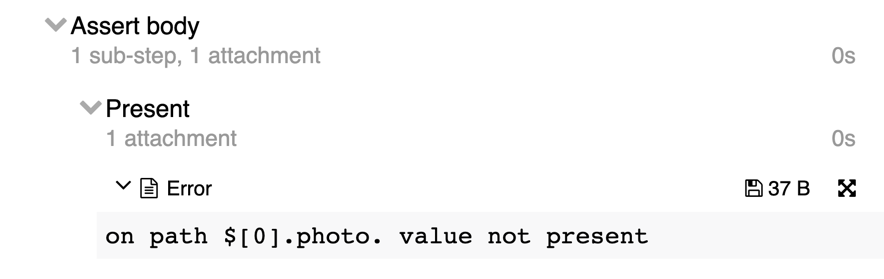 Assert body
1 sub-step, 1 attachment 0s
Present
1 attachment 0s
Error 37 B
on path $[0].photo. value not present